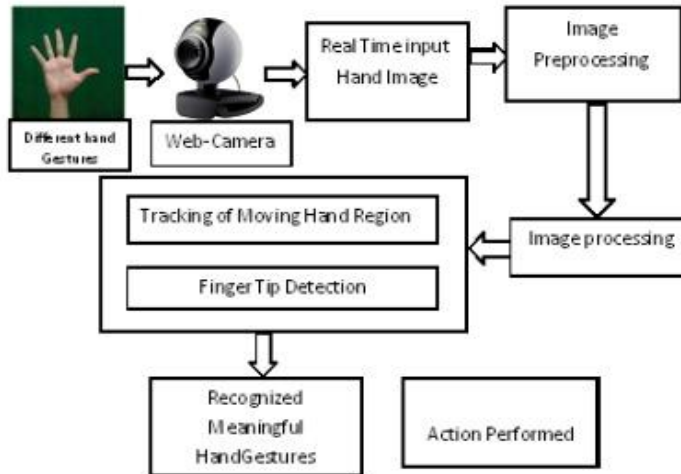 Different hand
Gestures
Web-Camera
Real Time input
Hand Image
Image
Preprocessing
Image processing
Tracking of Moving Hand Region
Finger Tip Detection
Recognized
Meaningful
HandGestures
Action Performed